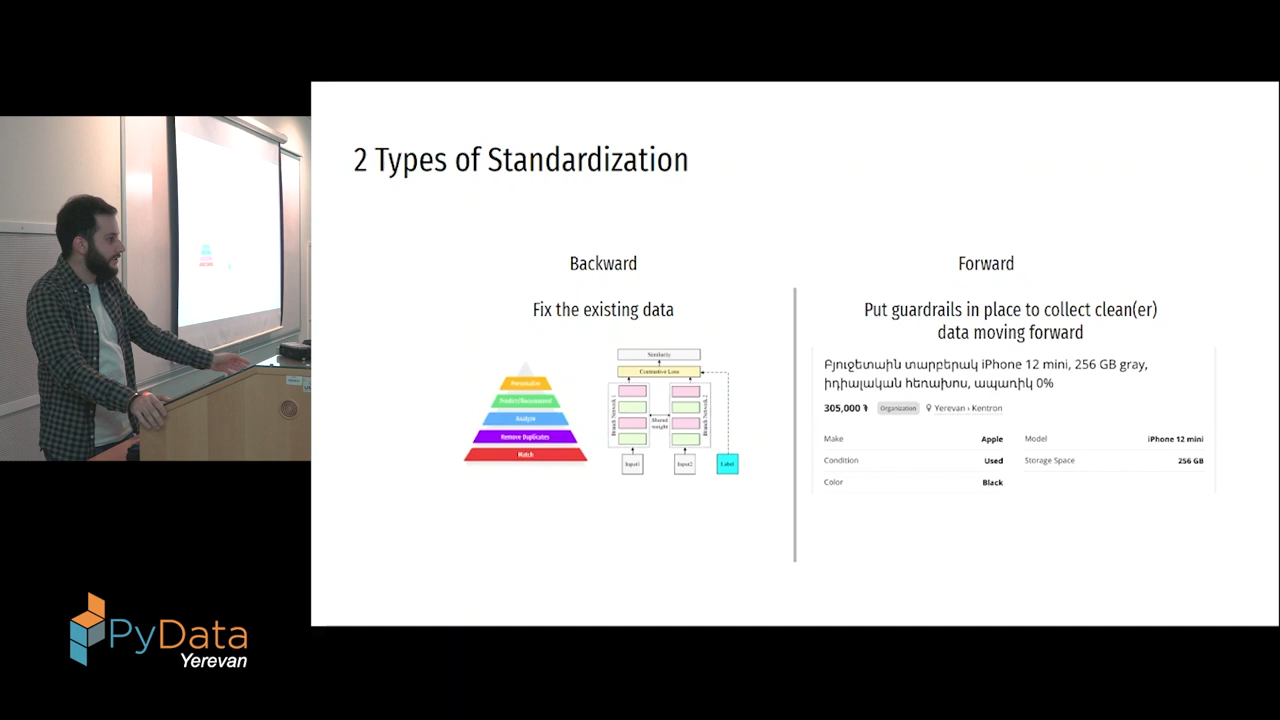 2 Types of Standardization
Backward
Fix the existing data
Personalize
Predict/Recommend
Analyze
Remove Duplicates
Match
Similarity
Contrastive Loss
Branch Network 1
Shared
weight
Branch Network 2
Input1
Input2
Label
Forward
Put guardrails in place to collect clean(er)
data moving forward
Բյուջետաին տարբերակ iPhone 12 mini, 256 GB gray,
իդիալական հեռախոս, ապառիկ 0%
305,000 ֏ Organization Yerevan › Kentron
Make Apple Model iPhone 12 mini
Condition Used Storage Space 256 GB
Color Black
PyData
Yerevan